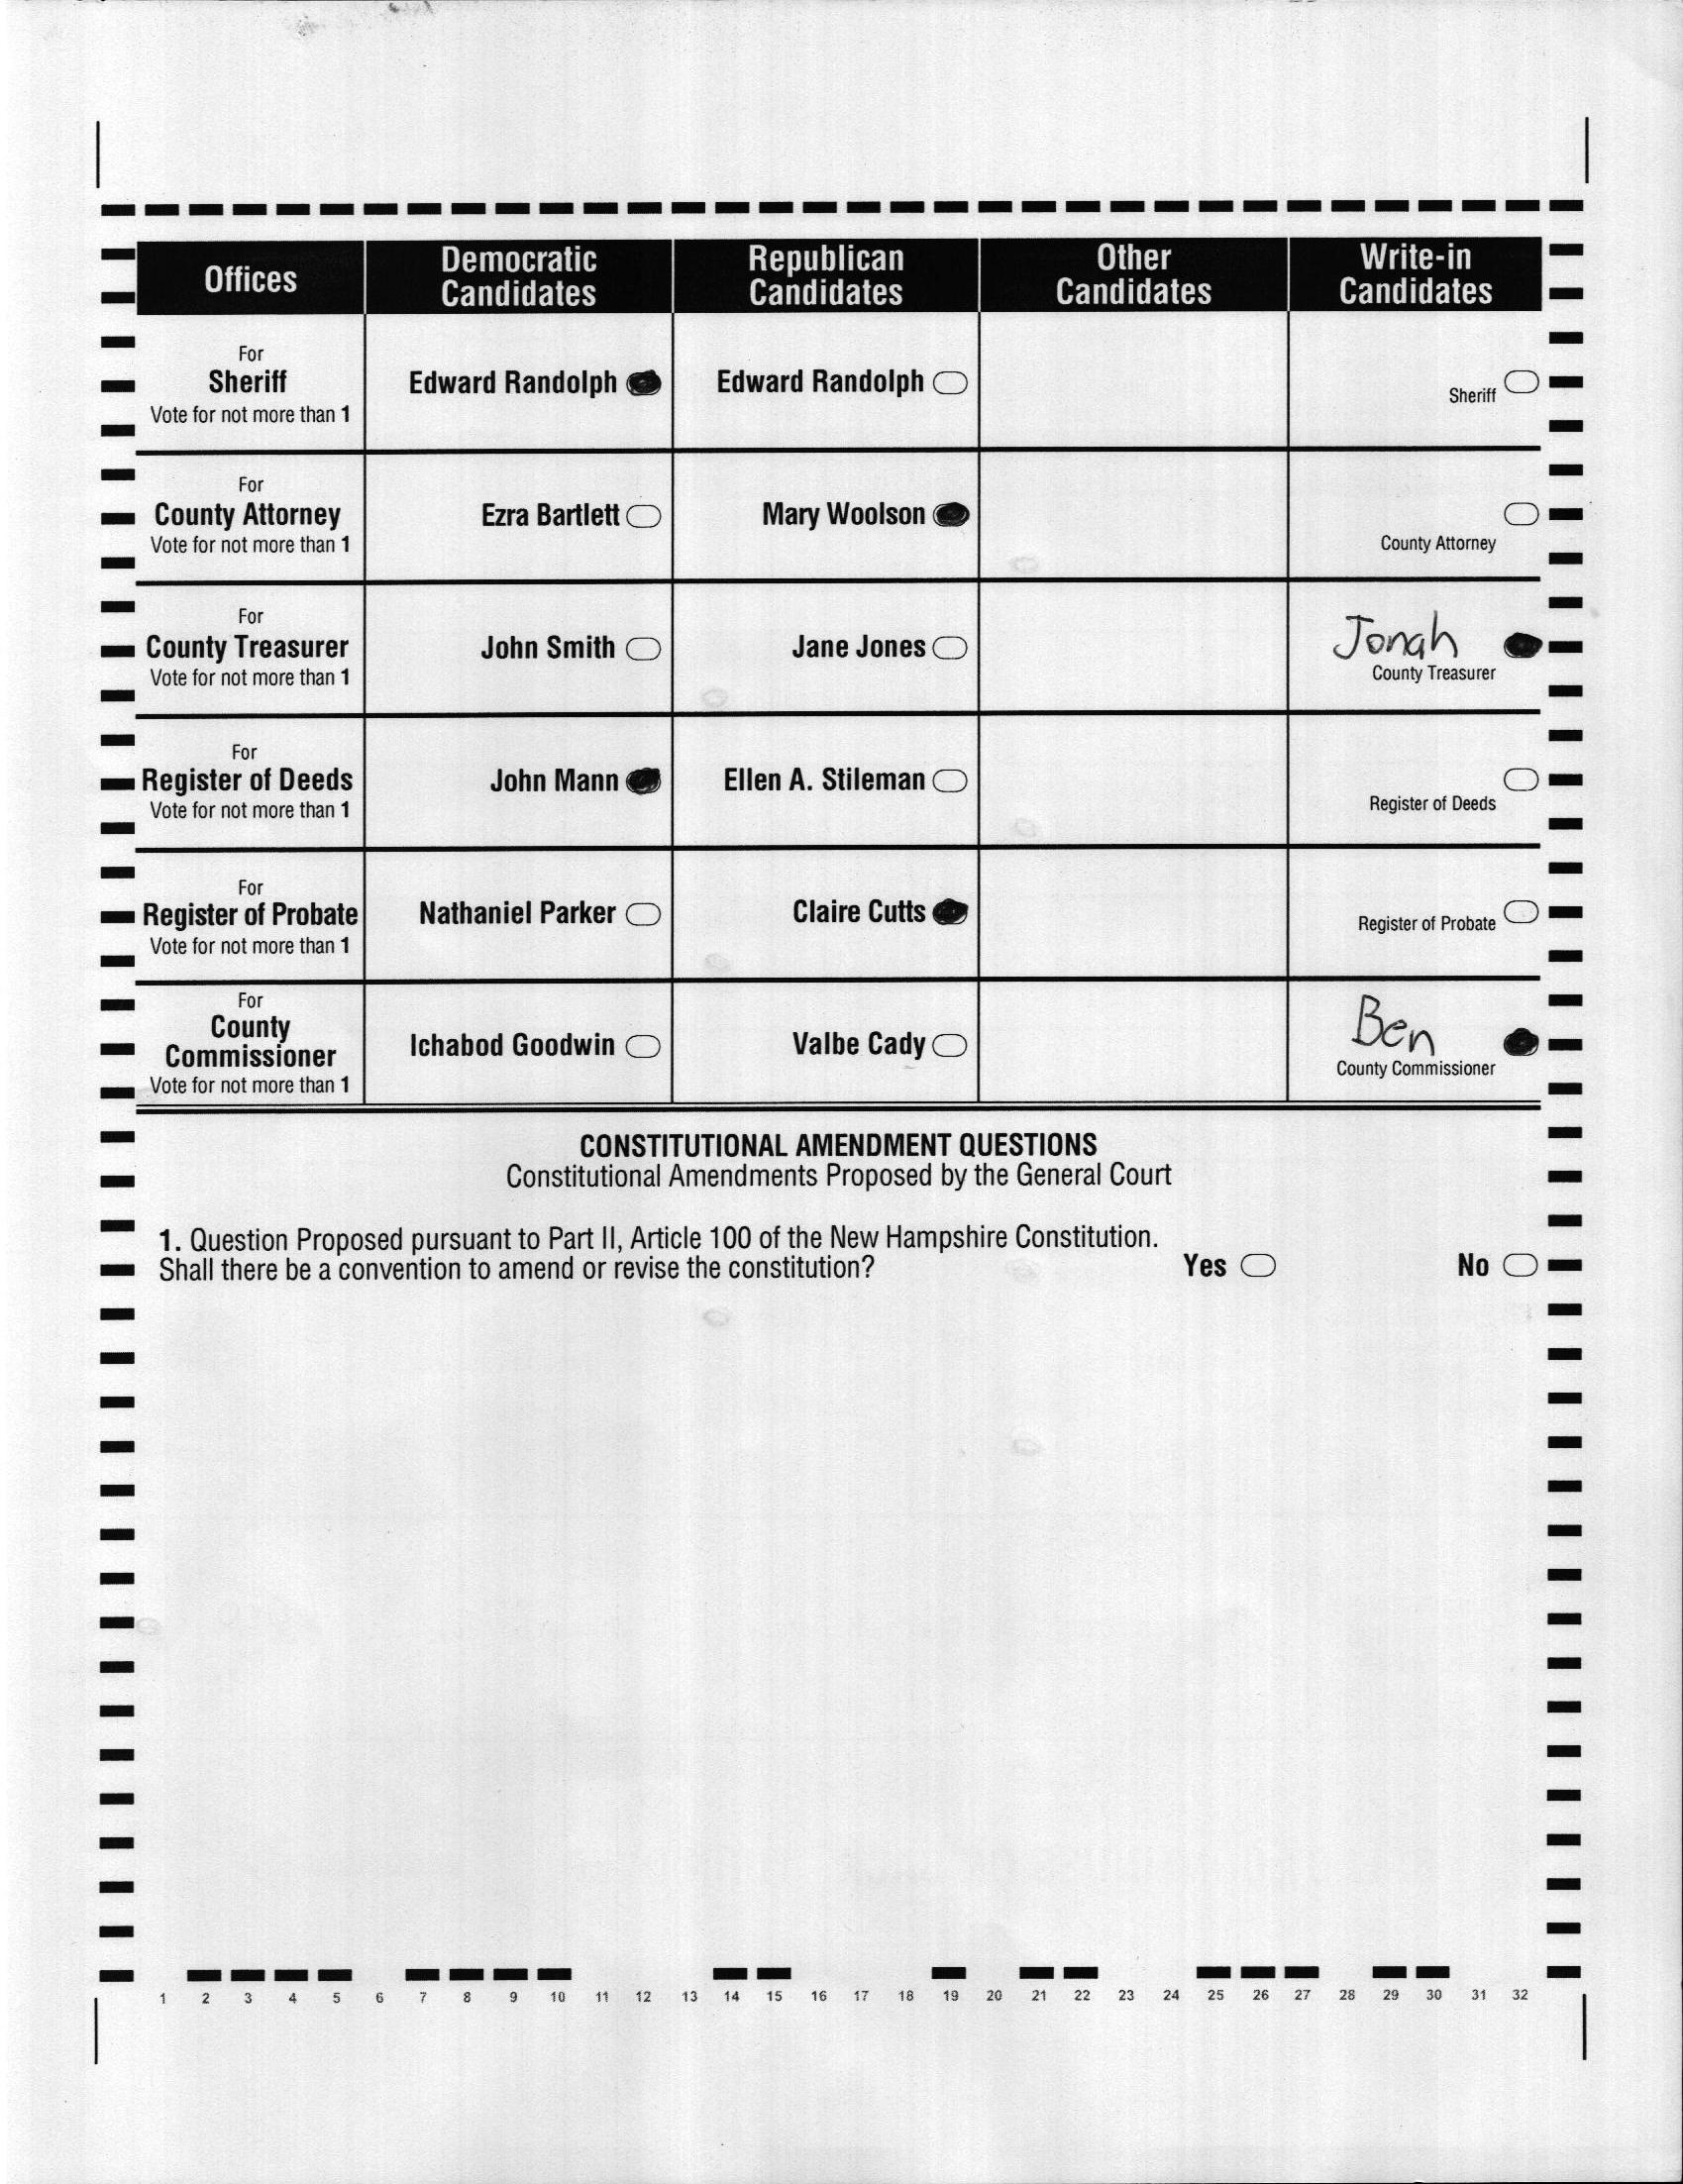 Offices Democratic Candidates Republican Candidates Other Candidates Write-in Candidates
For
Sheriff
Vote for not more than 1
Edward Randolph
Edward Randolph
Sheriff
For
County Attorney
Vote for not more than 1
Ezra Bartlett
Mary Woolson
County Attorney
For
County Treasurer
Vote for not more than 1
John Smith
Jane Jones
Jonah
County Treasurer
For
Register of Deeds
Vote for not more than 1
John Mann
Ellen A. Stileman
Register of Deeds
For
Register of Probate
Vote for not more than 1
Nathaniel Parker
Claire Cutts
Register of Probate
For
County
Commissioner
Vote for not more than 1
Ichabod Goodwin
Valbe Cady
Ben
County Commissioner
CONSTITUTIONAL AMENDMENT QUESTIONS
Constitutional Amendments Proposed by the General Court
1. Question Proposed pursuant to Part II, Article 100 of the New Hampshire Constitution.
Shall there be a convention to amend or revise the constitution? Yes No
1 2 3 4 5 6 7 8 9 10 11 12 13 14 15 16 17 18 19 20 21 22 23 24 25 26 27 28 29 30 31 32